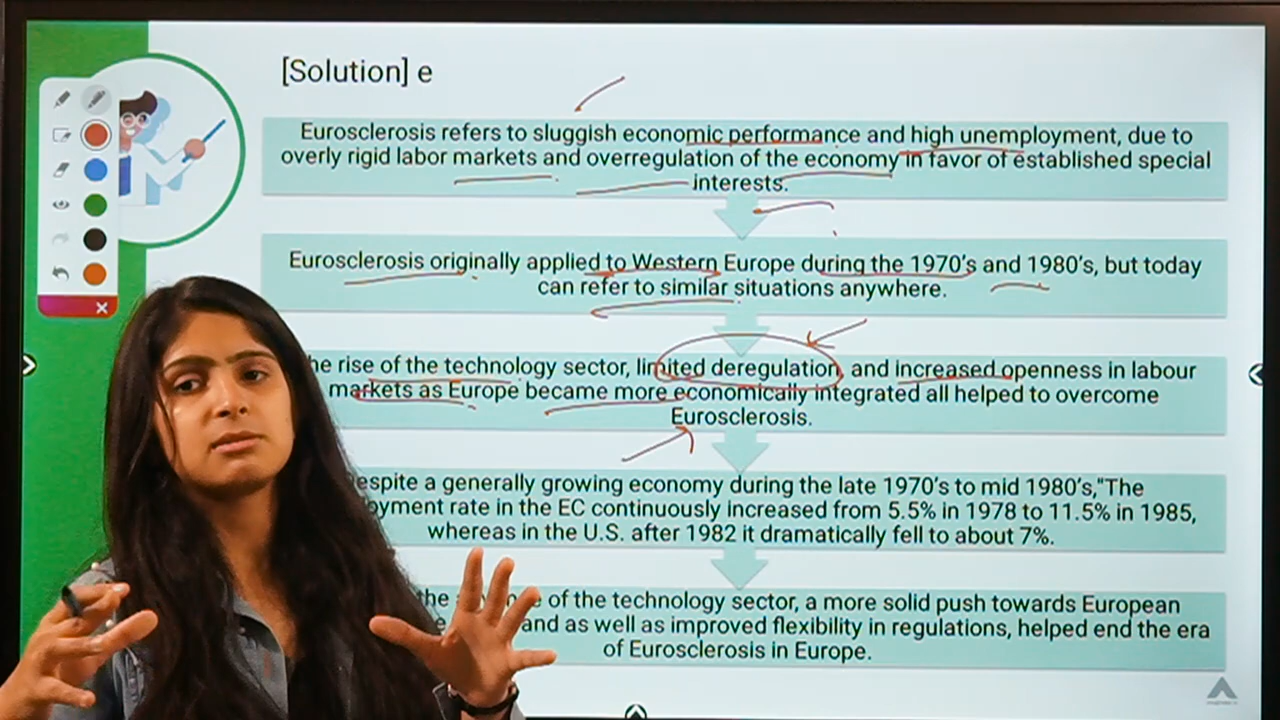 [Solution] e
Eurosclerosis refers to sluggish economic performance and high unemployment, due to
overly rigid labor markets and overregulation of the economy in favor of established special
interests.
Eurosclerosis originally applied to Western Europe during the 1970's and 1980's, but today
can refer to similar situations anywhere.
he rise of the technology sector, limited deregulation, and increased openness in labour
markets as Europe became more economically integrated all helped to overcome
Eurosclerosis.
espite a generally growing economy during the late 1970's to mid 1980's,"The
oyment rate in the EC continuously increased from 5.5% in 1978 to 11.5% in 1985,
whereas in the U.S. after 1982 it dramatically fell to about 7%.
the of the technology sector, a more solid push towards European
and as well as improved flexibility in regulations, helped end the era
of Eurosclerosis in Europe.